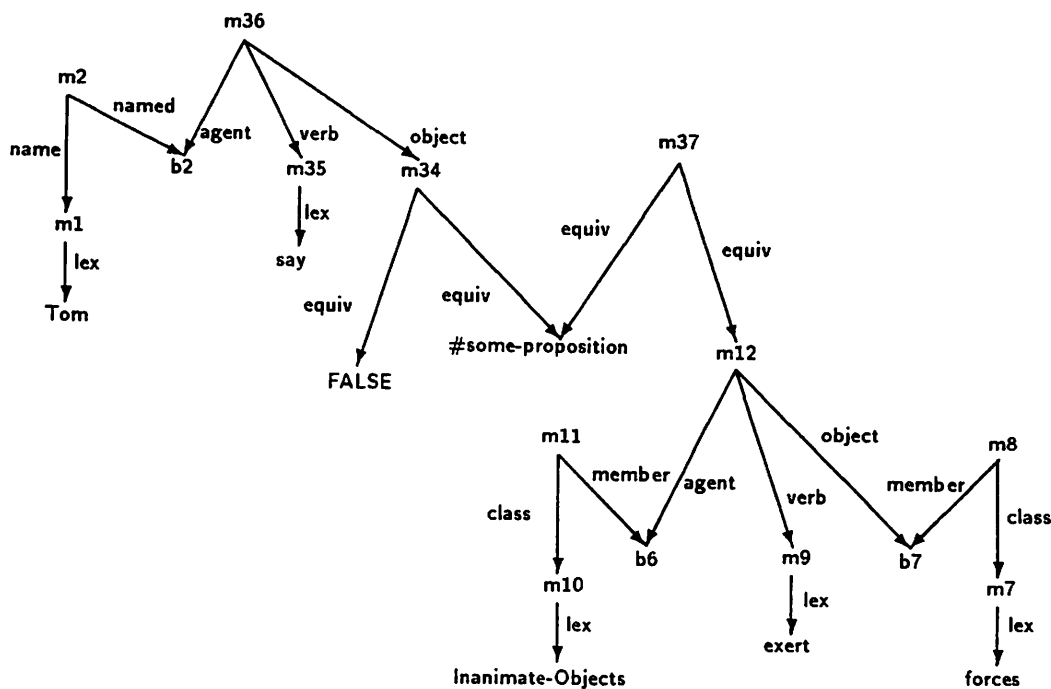 m36
m2
named
agent
verb
object
name
b2
m35
m34
m37
m1
lex
equiv
lex
say
equiv
Tom
equiv
equiv
#some-proposition
m12
FALSE
m11
object
m8
member
agent
verb
member
class
class
b6
m9
b7
m10
m7
lex
lex
lex
exert
Inanimate-Objects
forces